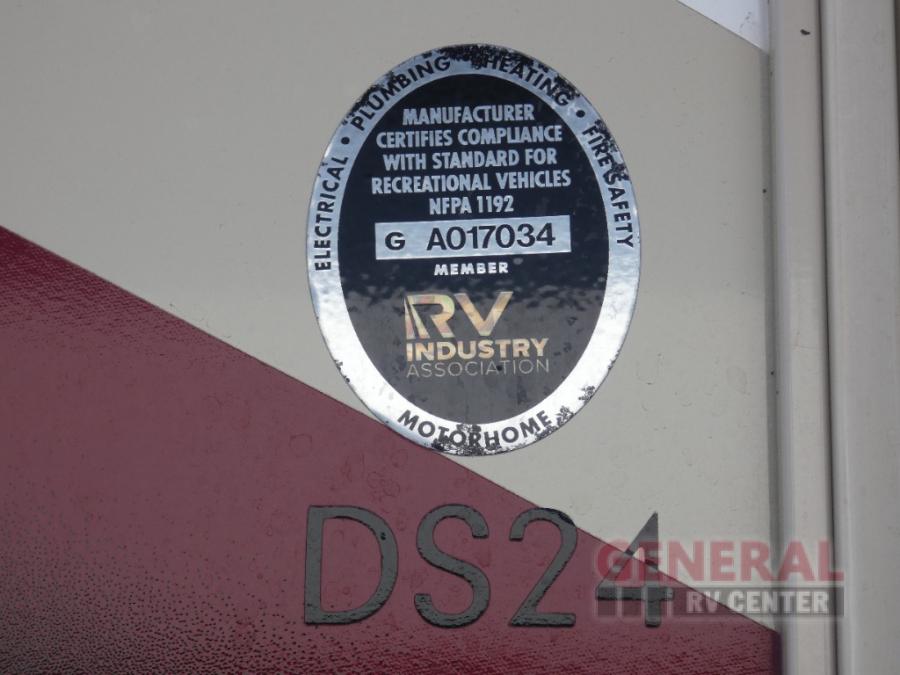 ELECTRICAL • PLUMBING • HEATING • FIRE SAFETY
MANUFACTURER
CERTIFIES COMPLIANCE
WITH STANDARD FOR
RECREATIONAL VEHICLES
NFPA 1192
G A017034
MEMBER
RV
INDUSTRY
ASSOCIATION
MOTORHOME
DS24
GENERAL
RV CENTER